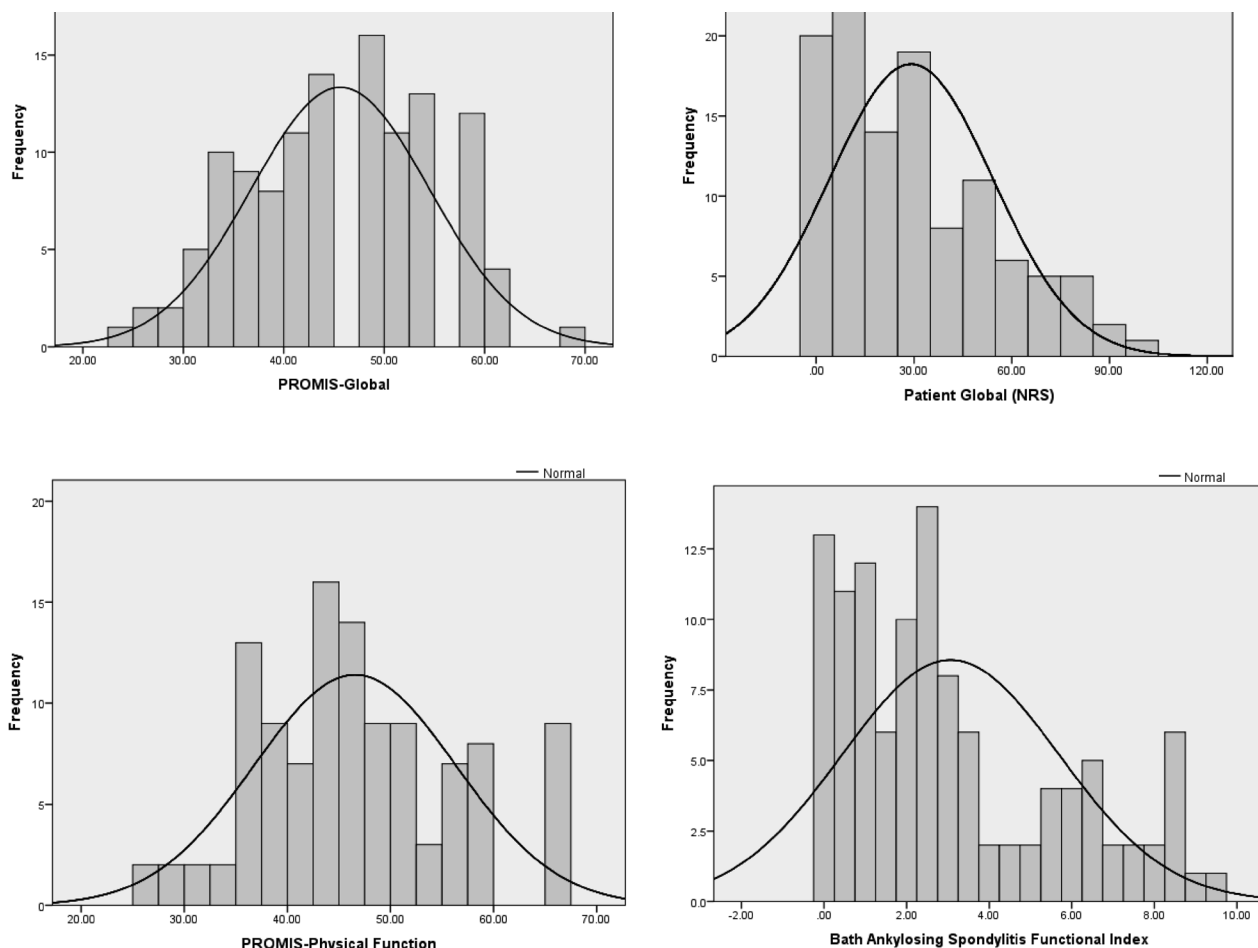 Frequency
15
10
5
0
20.00 30.00 40.00 50.00 60.00 70.00
PROMIS-Global
Frequency
20
15
10
5
0
.00 30.00 60.00 90.00 120.00
Patient Global (NRS)
Normal
Frequency
20
15
10
5
0
20.00 30.00 40.00 50.00 60.00 70.00
PROMIS-Physical Function
Normal
Frequency
12.5
10.0
7.5
5.0
2.5
0.0
-2.00 .00 2.00 4.00 6.00 8.00 10.00
Bath Ankylosing Spondylitis Functional Index